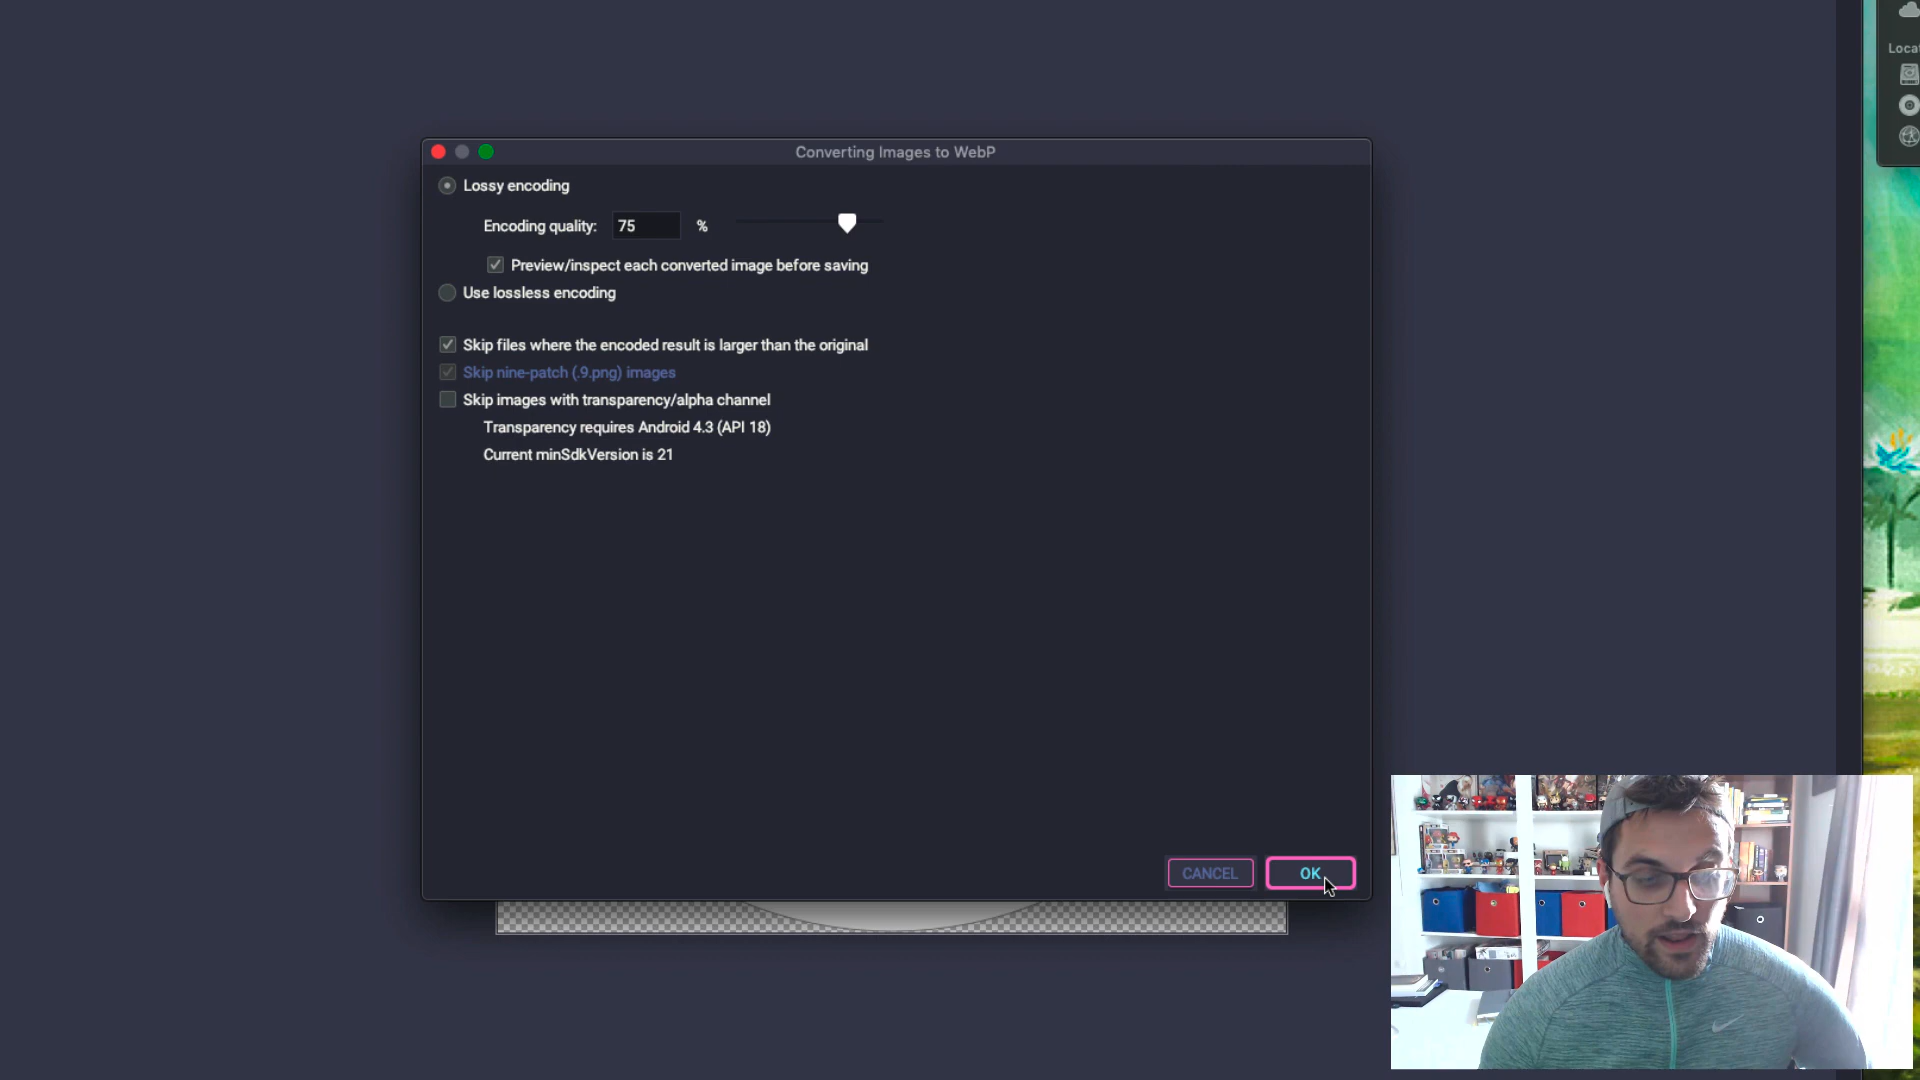 Converting Images to WebP
Lossy encoding
Encoding quality: 75 %
Preview/inspect each converted image before saving
Use lossless encoding
Skip files where the encoded result is larger than the original
Skip nine-patch (.9.png) images
Skip images with transparency/alpha channel
Transparency requires Android 4.3 (API 18)
Current minSdkVersion is 21
CANCEL OK
Locat